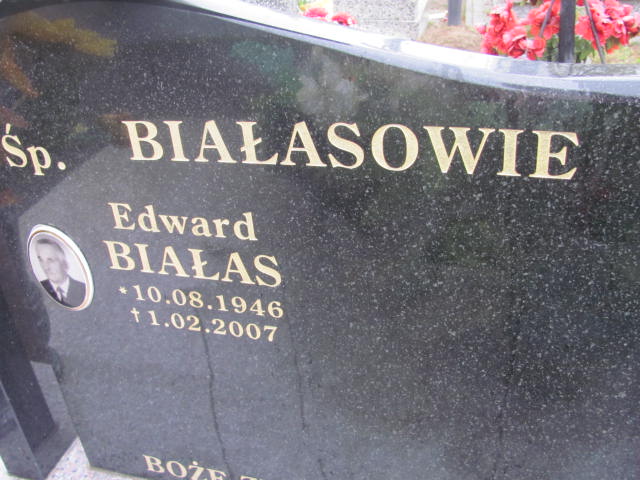 Śp. BIAŁASOWIE
Edward
BIAŁAS
* 10.08.1946
† 1.02.2007
BOŻE